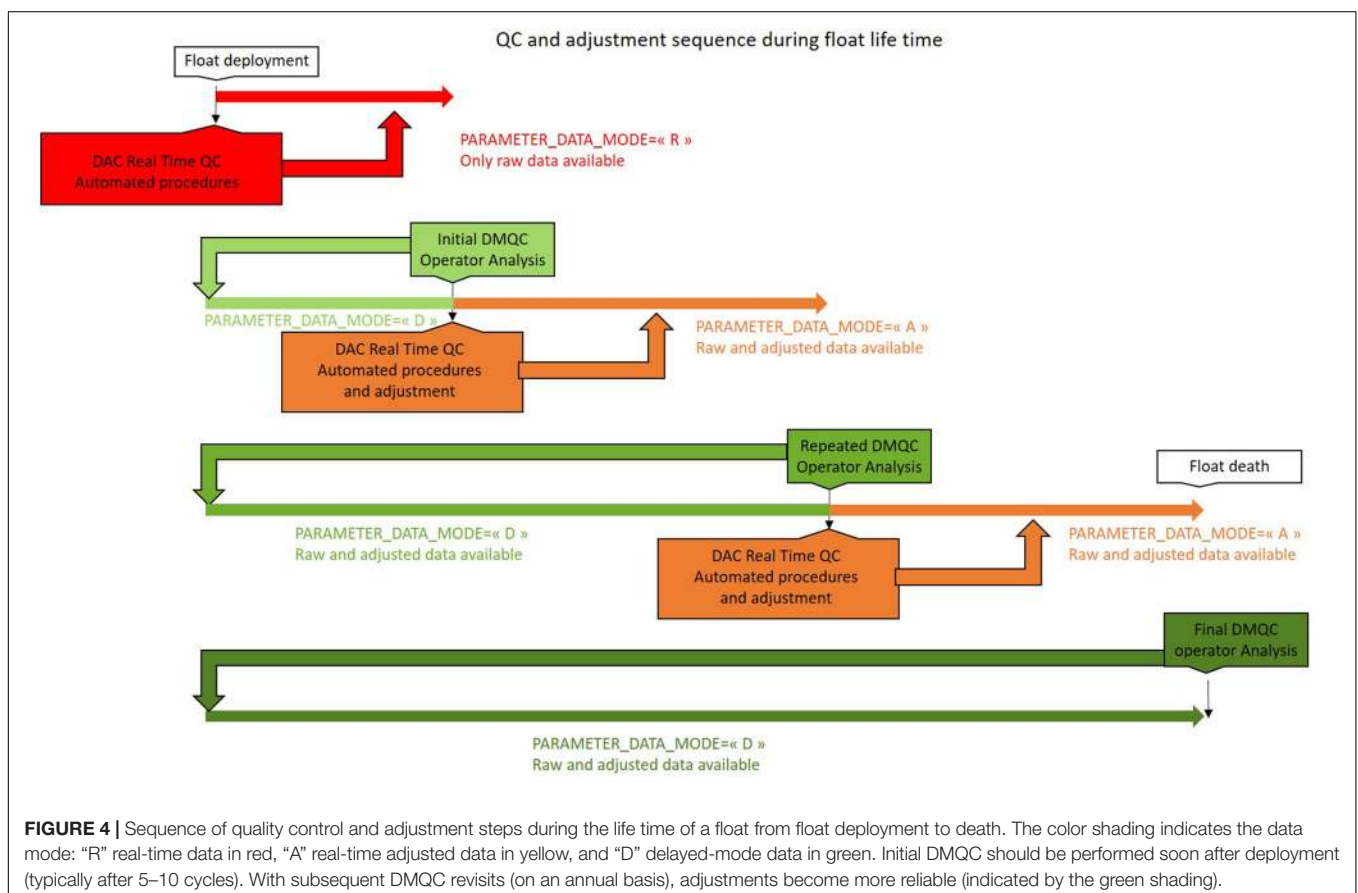 QC and adjustment sequence during float life time
Float deployment
DAC Real Time QC
Automated procedures
PARAMETER_DATA_MODE=« R »
Only raw data available
Initial DMQC
Operator Analysis
PARAMETER_DATA_MODE=« D »
DAC Real Time QC
Automated procedures
and adjustment
PARAMETER_DATA_MODE=« A »
Raw and adjusted data available
Repeated DMQC
Operator Analysis
Float death
PARAMETER_DATA_MODE=« D »
Raw and adjusted data available
DAC Real Time QC
Automated procedures
and adjustment
PARAMETER_DATA_MODE=« A »
Raw and adjusted data available
Final DMQC
operator Analysis
PARAMETER_DATA_MODE=« D »
Raw and adjusted data available
FIGURE 4 | Sequence of quality control and adjustment steps during the life time of a float from float deployment to death. The color shading indicates the data
mode: “R” real-time data in red, “A” real-time adjusted data in yellow, and “D” delayed-mode data in green. Initial DMQC should be performed soon after deployment
(typically after 5–10 cycles). With subsequent DMQC revisits (on an annual basis), adjustments become more reliable (indicated by the green shading).